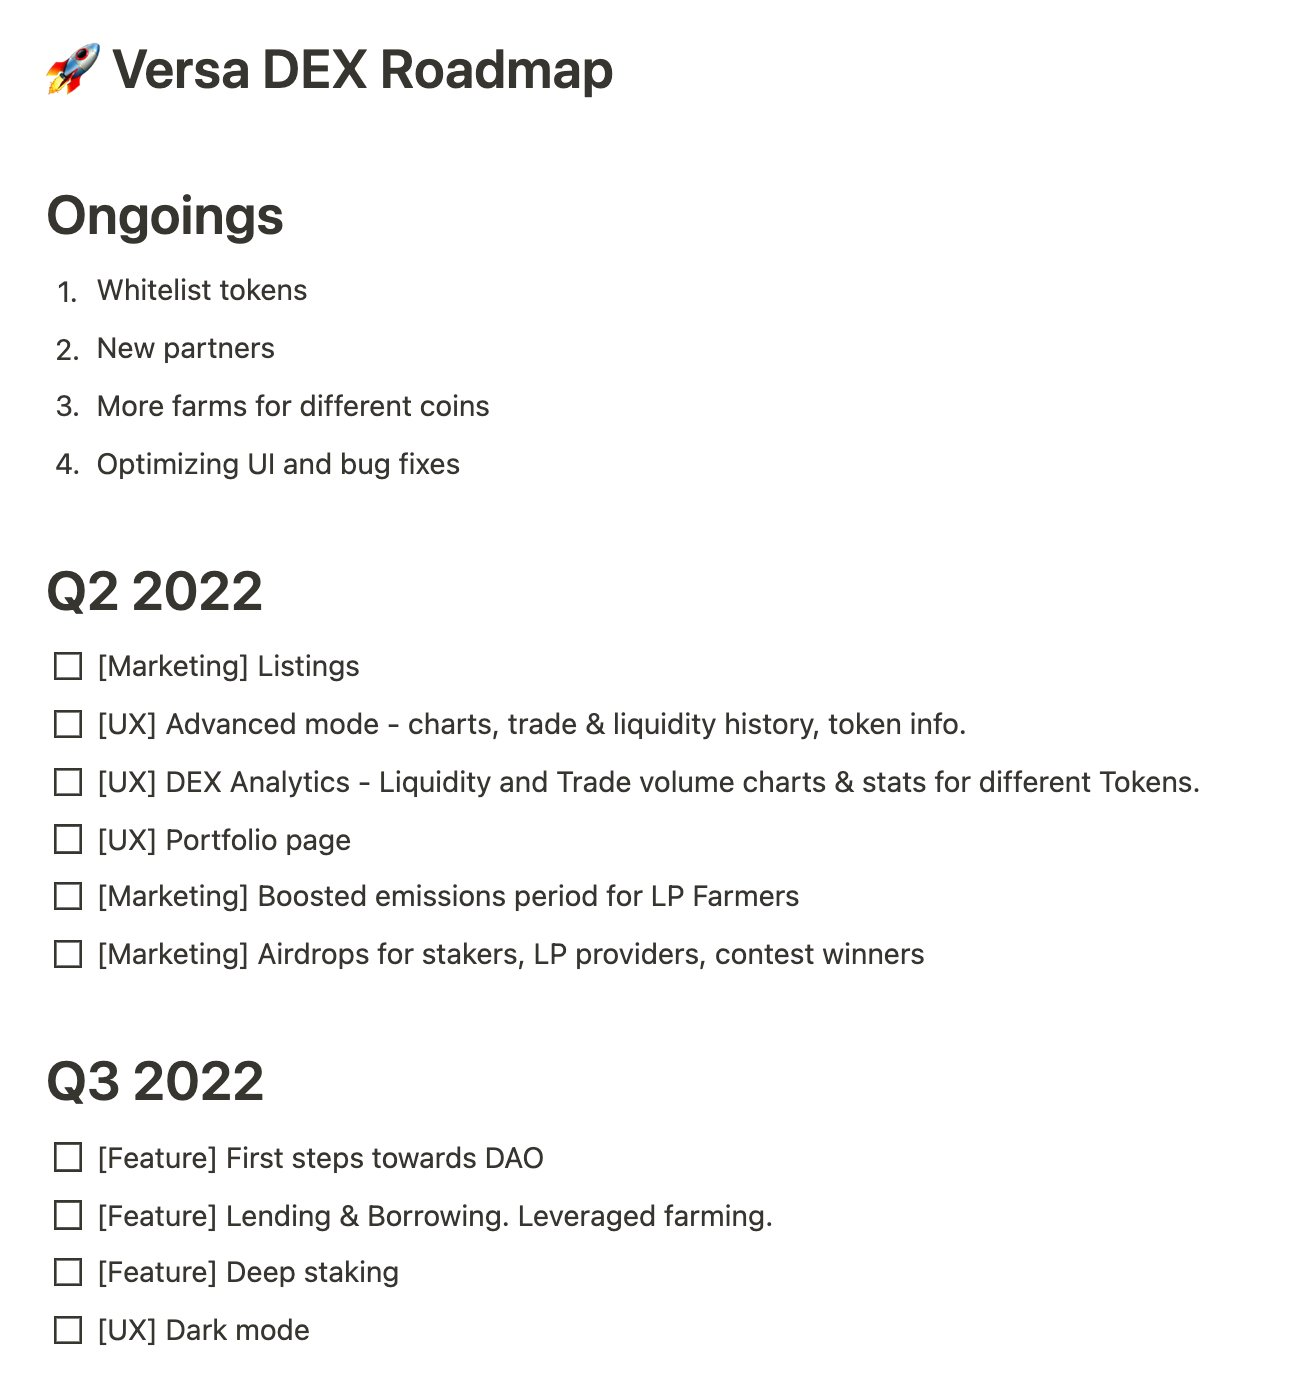 🚀 Versa DEX Roadmap
Ongoings
1. Whitelist tokens
2. New partners
3. More farms for different coins
4. Optimizing UI and bug fixes
Q2 2022
[Marketing] Listings
[UX] Advanced mode - charts, trade & liquidity history, token info.
[UX] DEX Analytics - Liquidity and Trade volume charts & stats for different Tokens.
[UX] Portfolio page
[Marketing] Boosted emissions period for LP Farmers
[Marketing] Airdrops for stakers, LP providers, contest winners
Q3 2022
[Feature] First steps towards DAO
[Feature] Lending & Borrowing. Leveraged farming.
[Feature] Deep staking
[UX] Dark mode